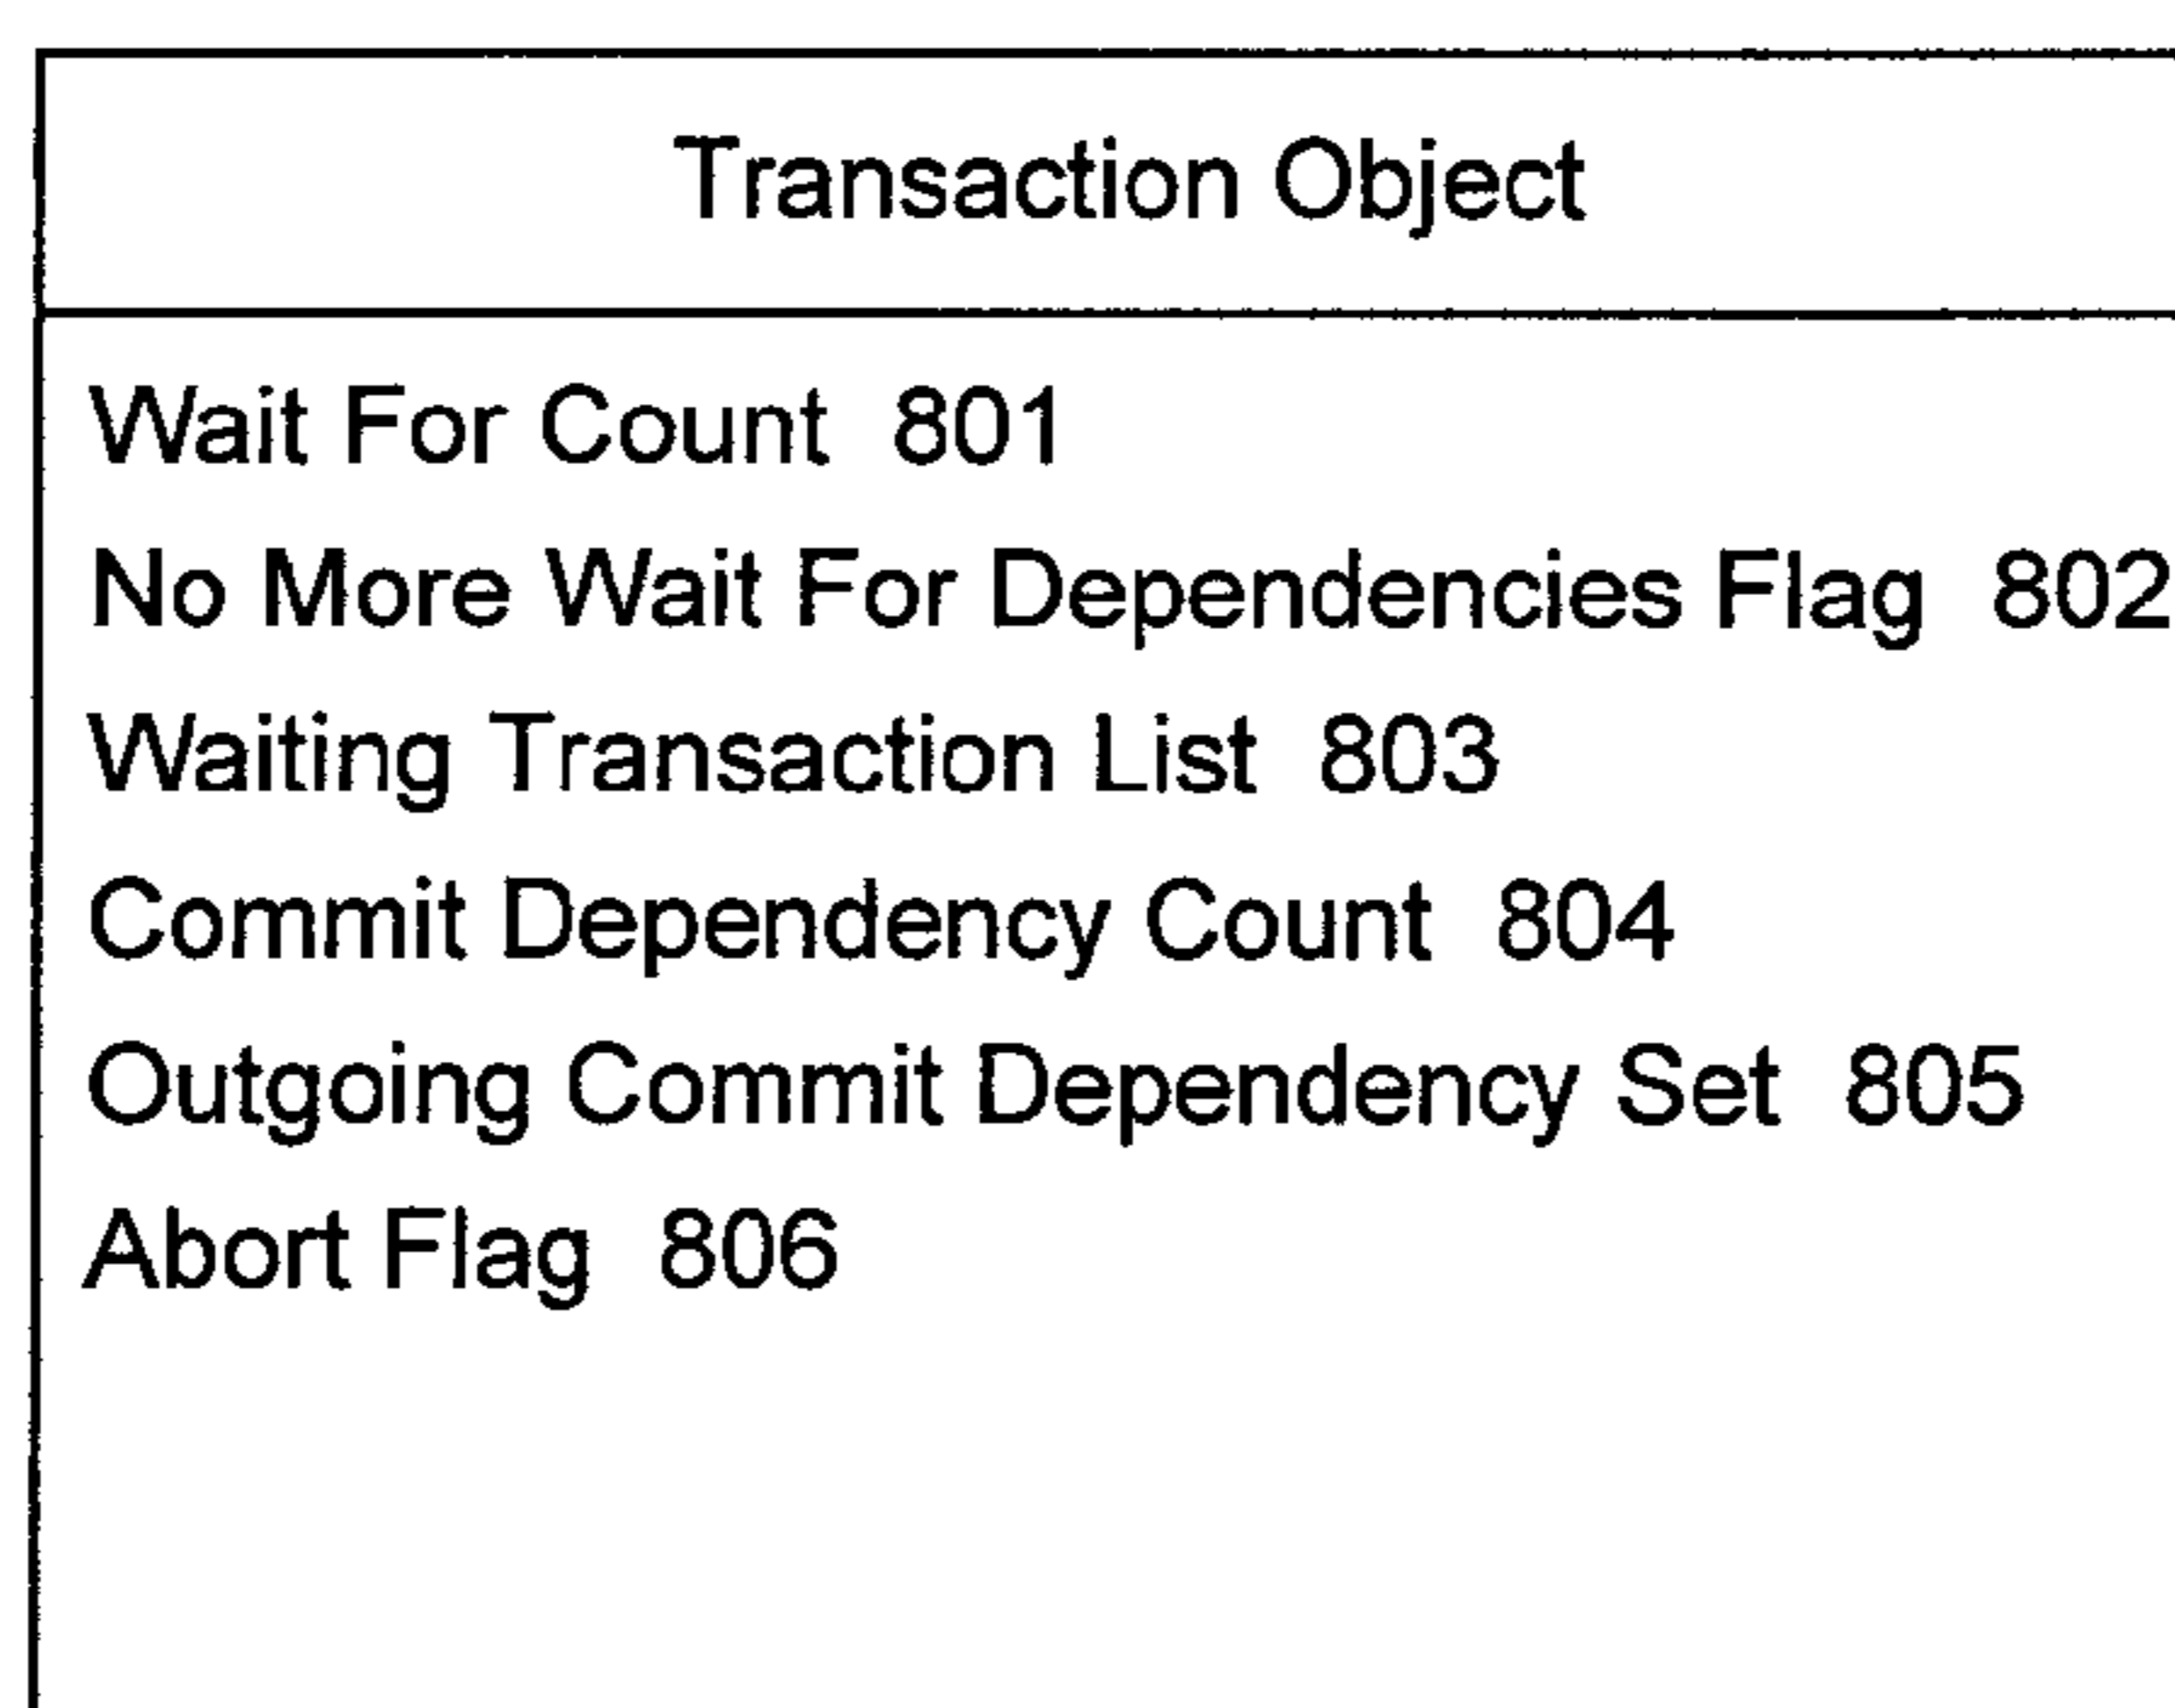 Transaction Object
Wait For Count 801
No More Wait For Dependencies Flag 802
Waiting Transaction List 803
Commit Dependency Count 804
Outgoing Commit Dependency Set 805
Abort Flag 806